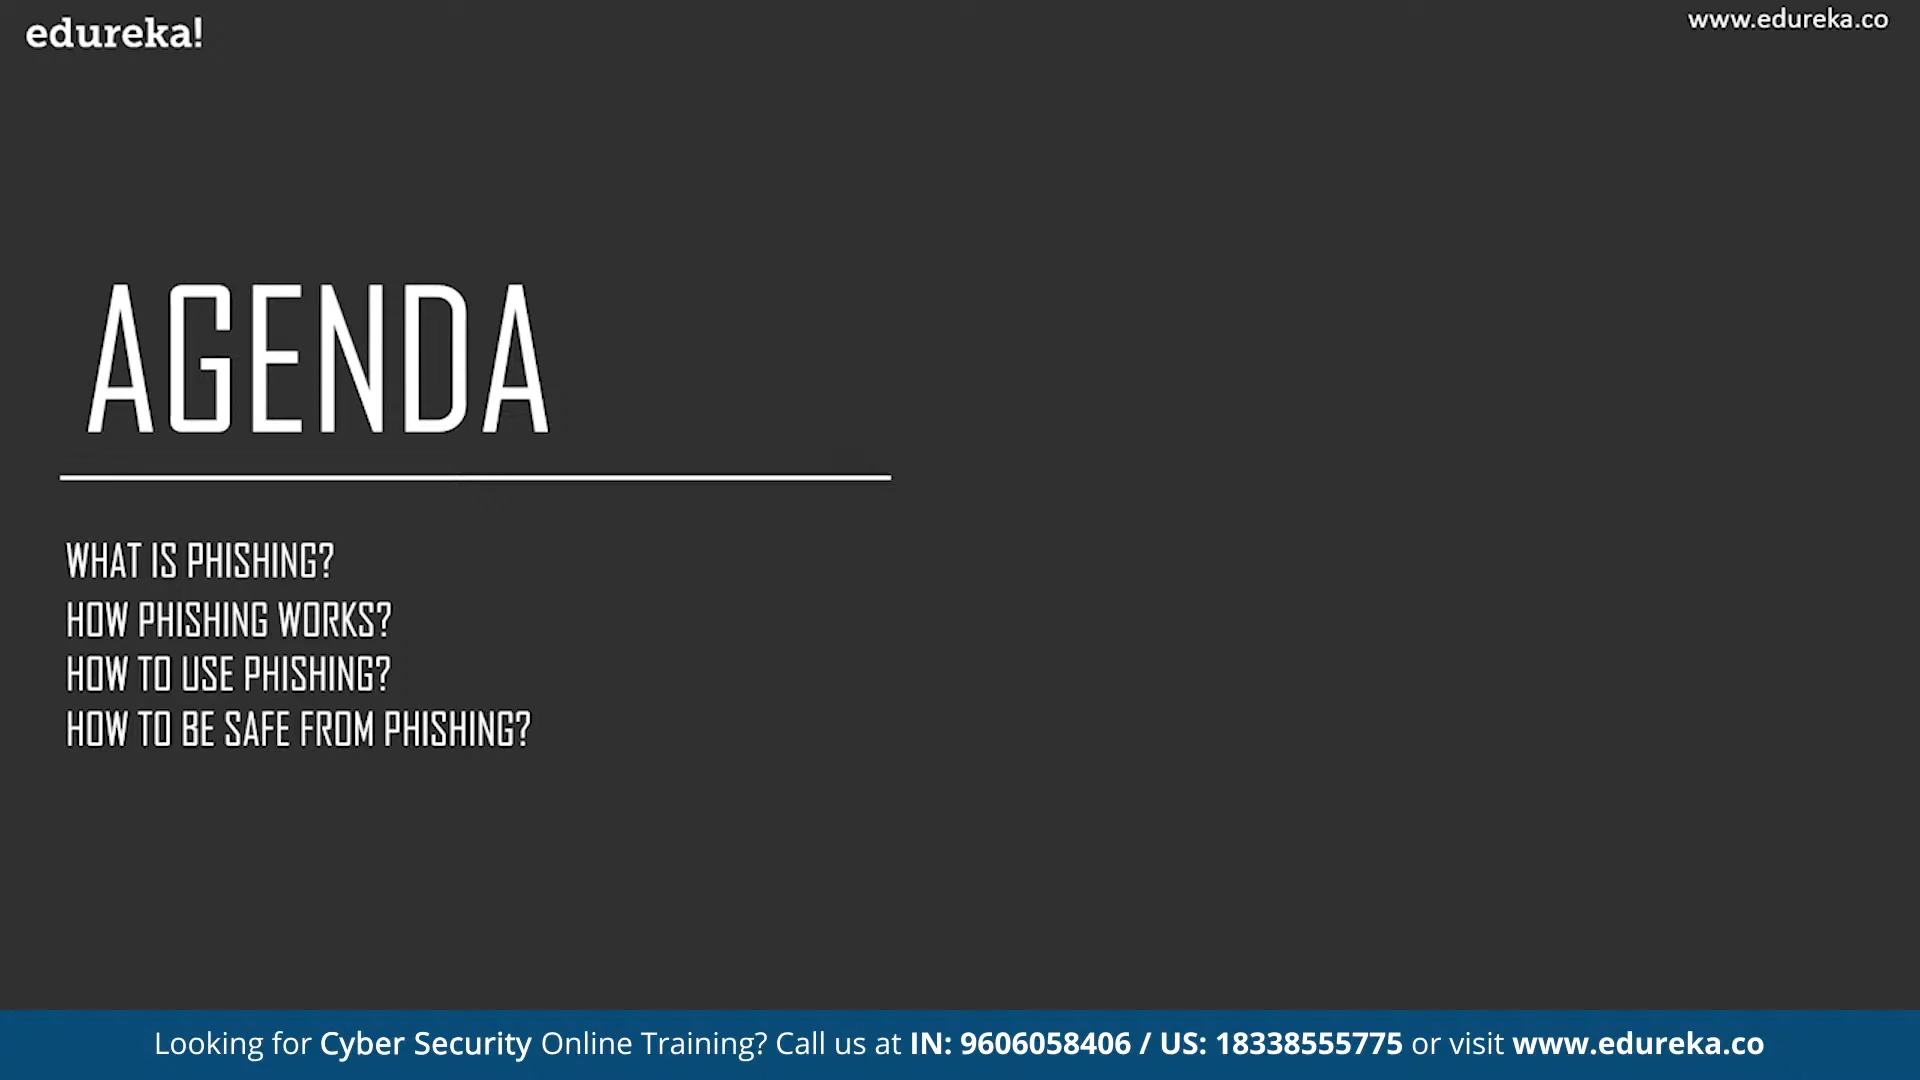 edureka!
www.edureka.co
AGENDA
WHAT IS PHISHING?
HOW PHISHING WORKS?
HOW TO USE PHISHING?
HOW TO BE SAFE FROM PHISHING?
Looking for Cyber Security Online Training? Call us at IN: 9606058406 / US: 18338555775 or visit www.edureka.co